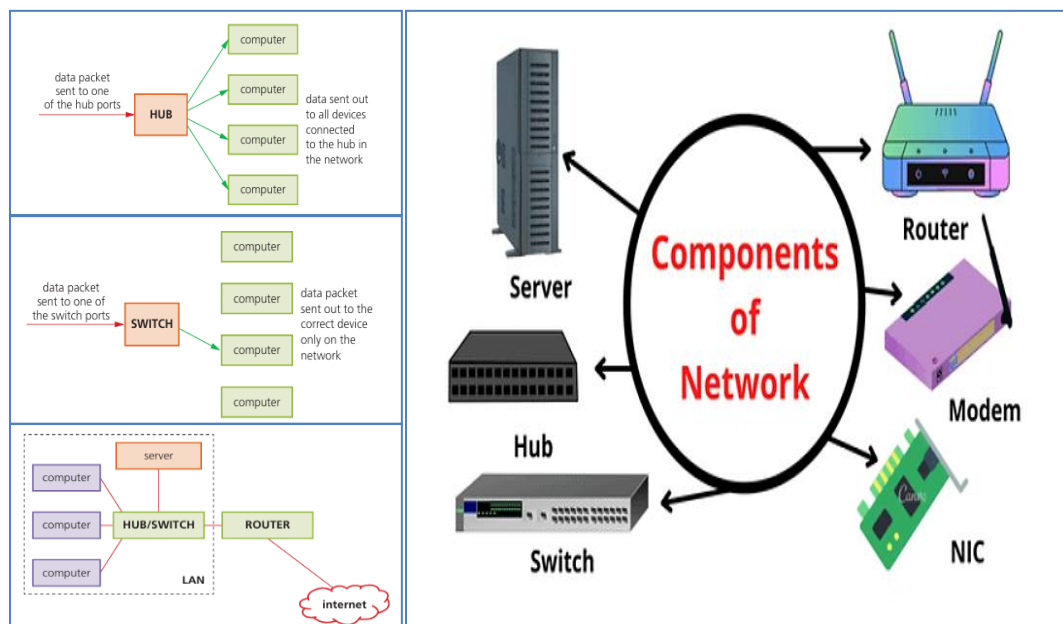 computer
data packet
sent to one
of the hub ports
HUB
computer
computer
computer
data sent out
to all devices
connected
to the hub in
the network
computer
data packet
sent to one of
the switch ports
SWITCH
computer
computer
computer
data packet
sent out to the
correct device
only on the
network
server
computer
computer
computer
HUB/SWITCH
ROUTER
LAN
internet
Components
of
Network
Server
Hub
Switch
Router
Modem
NIC
Canva